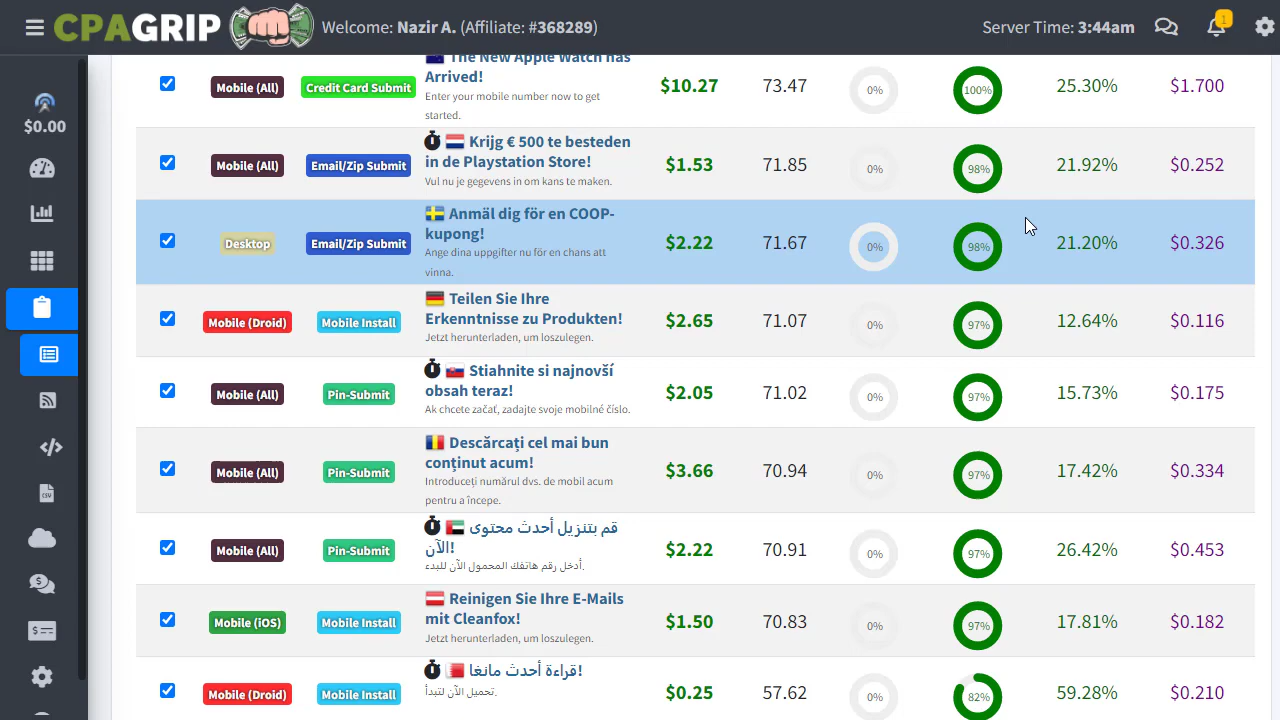 CPAGRIP
Welcome: Nazir A. (Affiliate: #368289)
Server Time: 3:44am
1
$0.00
Mobile (All)
Credit Card Submit
The New Apple Watch has
Arrived!
Enter your mobile number now to get
started.
$10.27
73.47
0%
100%
25.30%
$1.700
Mobile (All)
Email/Zip Submit
Krijg € 500 te besteden
in de Playstation Store!
Vul nu je gegevens in om kans te maken.
$1.53
71.85
0%
98%
21.92%
$0.252
Desktop
Email/Zip Submit
Anmäl dig för en COOP-
kupong!
Ange dina uppgifter nu för en chans att
vinna.
$2.22
71.67
0%
98%
21.20%
$0.326
Mobile (Droid)
Mobile Install
Teilen Sie Ihre
Erkenntnisse zu Produkten!
Jetzt herunterladen, um loszulegen.
$2.65
71.07
0%
97%
12.64%
$0.116
Mobile (All)
Pin-Submit
Stiahnite si najnovší
obsah teraz!
Ak chcete začať, zadajte svoje mobilné číslo.
$2.05
71.02
0%
97%
15.73%
$0.175
Mobile (All)
Pin-Submit
Descărcați cel mai bun
conținut acum!
Introduceți numărul dvs. de mobil acum
pentru a începe.
$3.66
70.94
0%
97%
17.42%
$0.334
Mobile (All)
Pin-Submit
قم بتنزيل أحدث محتوى
الآن!
أدخل رقم هاتفك المحمول الآن للبدء.
$2.22
70.91
0%
97%
26.42%
$0.453
Mobile (iOS)
Mobile Install
Reinigen Sie Ihre E-Mails
mit Cleanfox!
Jetzt herunterladen, um loszulegen.
$1.50
70.83
0%
97%
17.81%
$0.182
Mobile (Droid)
Mobile Install
قراءة أحدث مانغا!
تحميل الآن لتبدأ.
$0.25
57.62
0%
82%
59.28%
$0.210